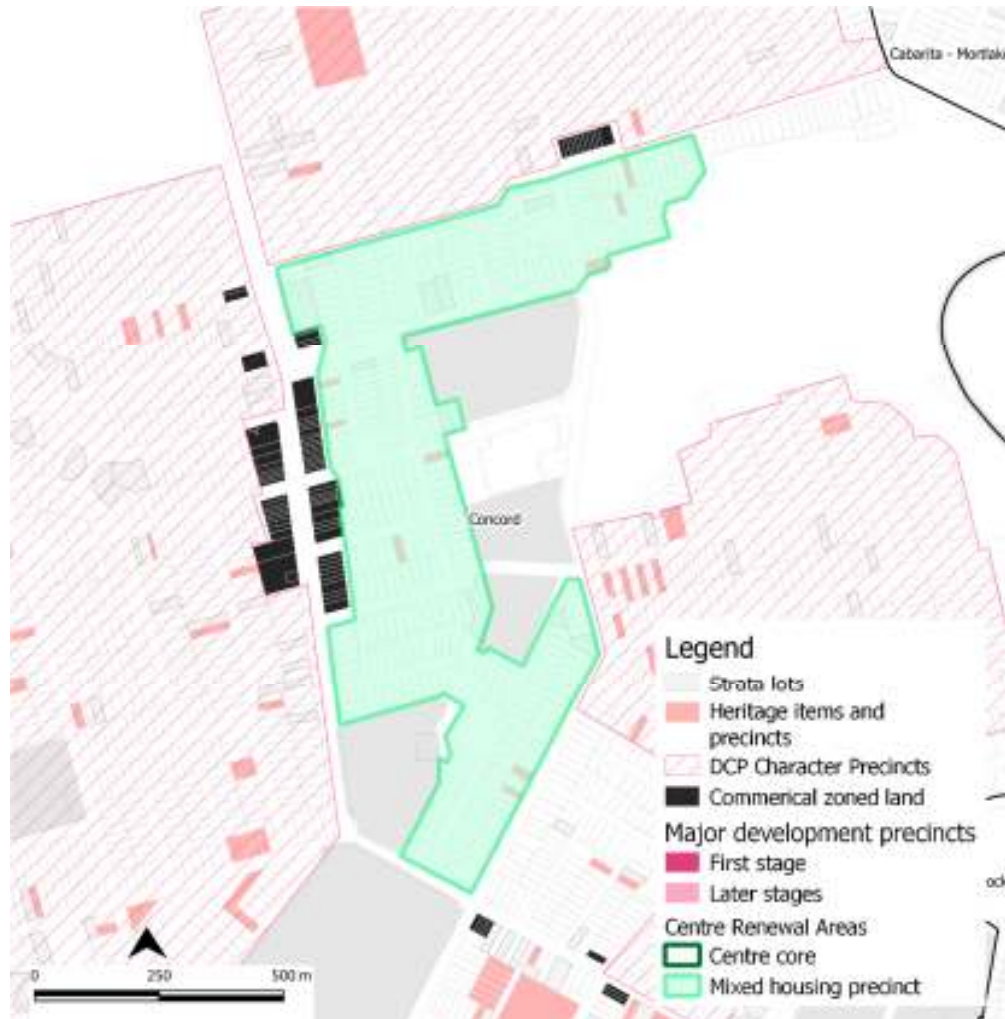 Cabarita - Mortlak
Concord
Legend
Strata lots
Heritage items and
precincts
DCP Character Precincts
Commerical zoned land
Major development precincts
First stage
Later stages
Centre Renewal Areas
Centre core
Mixed housing precinct
0 250 500 m